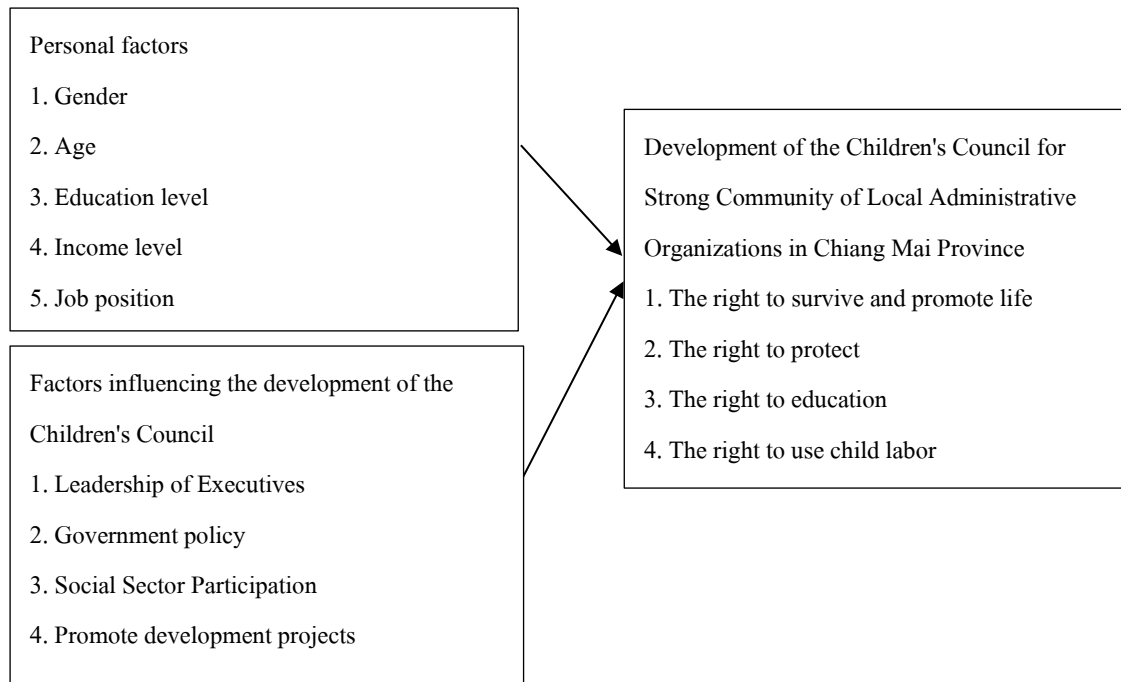 Personal factors
1. Gender
2. Age
3. Education level
4. Income level
5. Job position
Factors influencing the development of the
Children's Council
1. Leadership of Executives
2. Government policy
3. Social Sector Participation
4. Promote development projects
Development of the Children's Council for
Strong Community of Local Administrative
Organizations in Chiang Mai Province
1. The right to survive and promote life
2. The right to protect
3. The right to education
4. The right to use child labor